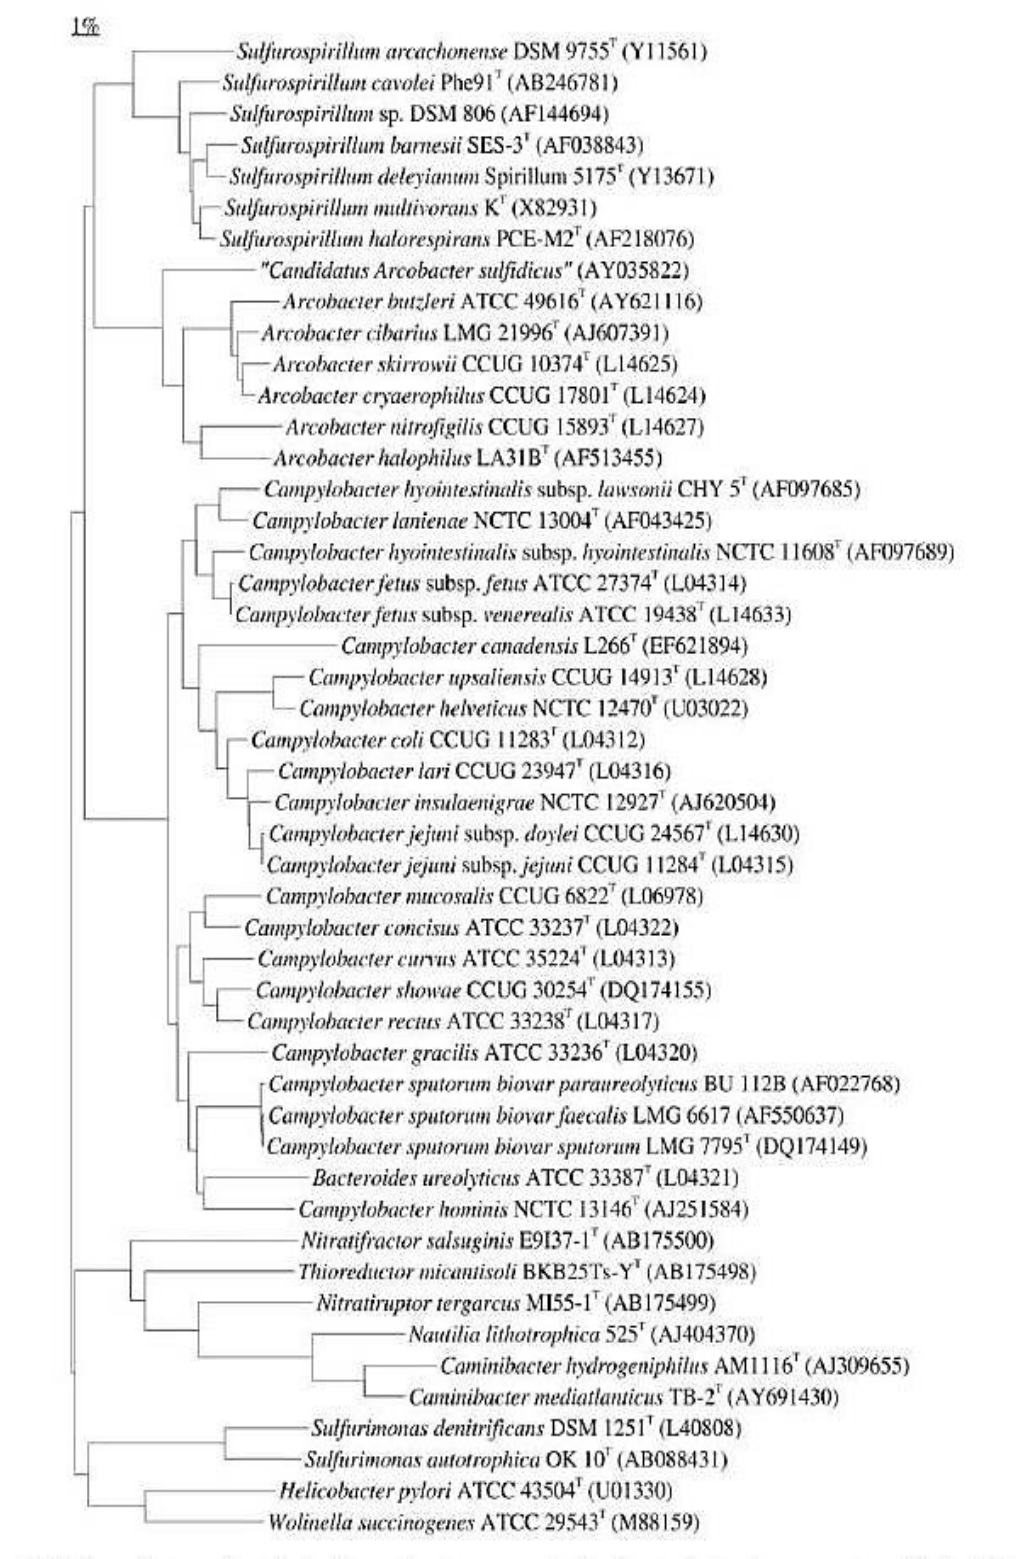 1%
Sulfurospirillum arcachonense DSM 9755ᵀ (Y11561)
Sulfurospirillum cavolei Phe91ᵀ (AB246781)
Sulfurospirillum sp. DSM 806 (AF144694)
Sulfurospirillum barnesii SES-3ᵀ (AF038843)
Sulfurospirillum deleyianum Spirillum 5175ᵀ (Y13671)
Sulfurospirillum multivorans Kᵀ (X82931)
Sulfurospirillum halorespirans PCE-M2ᵀ (AF218076)
"Candidatus Arcobacter sulfidicus" (AY035822)
Arcobacter butzleri ATCC 49616ᵀ (AY621116)
Arcobacter cibarius LMG 21996ᵀ (AJ607391)
Arcobacter skirrowii CCUG 10374ᵀ (L14625)
Arcobacter cryaerophilus CCUG 17801ᵀ (L14624)
Arcobacter nitrofigilis CCUG 15893ᵀ (L14627)
Arcobacter halophilus LA31Bᵀ (AF513455)
Campylobacter hyointestinalis subsp. lawsonii CHY 5ᵀ (AF097685)
Campylobacter lanienae NCTC 13004ᵀ (AF043425)
Campylobacter hyointestinalis subsp. hyointestinalis NCTC 11608ᵀ (AF097689)
Campylobacter fetus subsp. fetus ATCC 27374ᵀ (L04314)
Campylobacter fetus subsp. venerealis ATCC 19438ᵀ (L14633)
Campylobacter canadensis L266ᵀ (EF621894)
Campylobacter upsaliensis CCUG 14913ᵀ (L14628)
Campylobacter helveticus NCTC 12470ᵀ (U03022)
Campylobacter coli CCUG 11283ᵀ (L04312)
Campylobacter lari CCUG 23947ᵀ (L04316)
Campylobacter insulaenigrae NCTC 12927ᵀ (AJ620504)
Campylobacter jejuni subsp. doylei CCUG 24567ᵀ (L14630)
Campylobacter jejuni subsp. jejuni CCUG 11284ᵀ (L04315)
Campylobacter mucosalis CCUG 6822ᵀ (L06978)
Campylobacter concisus ATCC 33237ᵀ (L04322)
Campylobacter curvus ATCC 35224ᵀ (L04313)
Campylobacter showae CCUG 30254ᵀ (DQ174155)
Campylobacter rectus ATCC 33238ᵀ (L04317)
Campylobacter gracilis ATCC 33236ᵀ (L04320)
Campylobacter sputorum biovar paraureolyticus BU 112B (AF022768)
Campylobacter sputorum biovar faecalis LMG 6617 (AF550637)
Campylobacter sputorum biovar sputorum LMG 7795ᵀ (DQ174149)
Bacteroides ureolyticus ATCC 33387ᵀ (L04321)
Campylobacter hominis NCTC 13146ᵀ (AJ251584)
Nitratifractor salsuginis E9I37-1ᵀ (AB175500)
Thioreductor micantisoli BKB25Ts-Yᵀ (AB175498)
Nitratiruptor tergarcus MI55-1ᵀ (AB175499)
Nautilia lithotrophica 525ᵀ (AJ404370)
Caminibacter hydrogeniphilus AM1116ᵀ (AJ309655)
Caminibacter mediatlanticus TB-2ᵀ (AY691430)
Sulfurimonas denitrificans DSM 1251ᵀ (L40808)
Sulfurimonas autotrophica OK 10ᵀ (AB088431)
Helicobacter pylori ATCC 43504ᵀ (U01330)
Wolinella succinogenes ATCC 29543ᵀ (M88159)